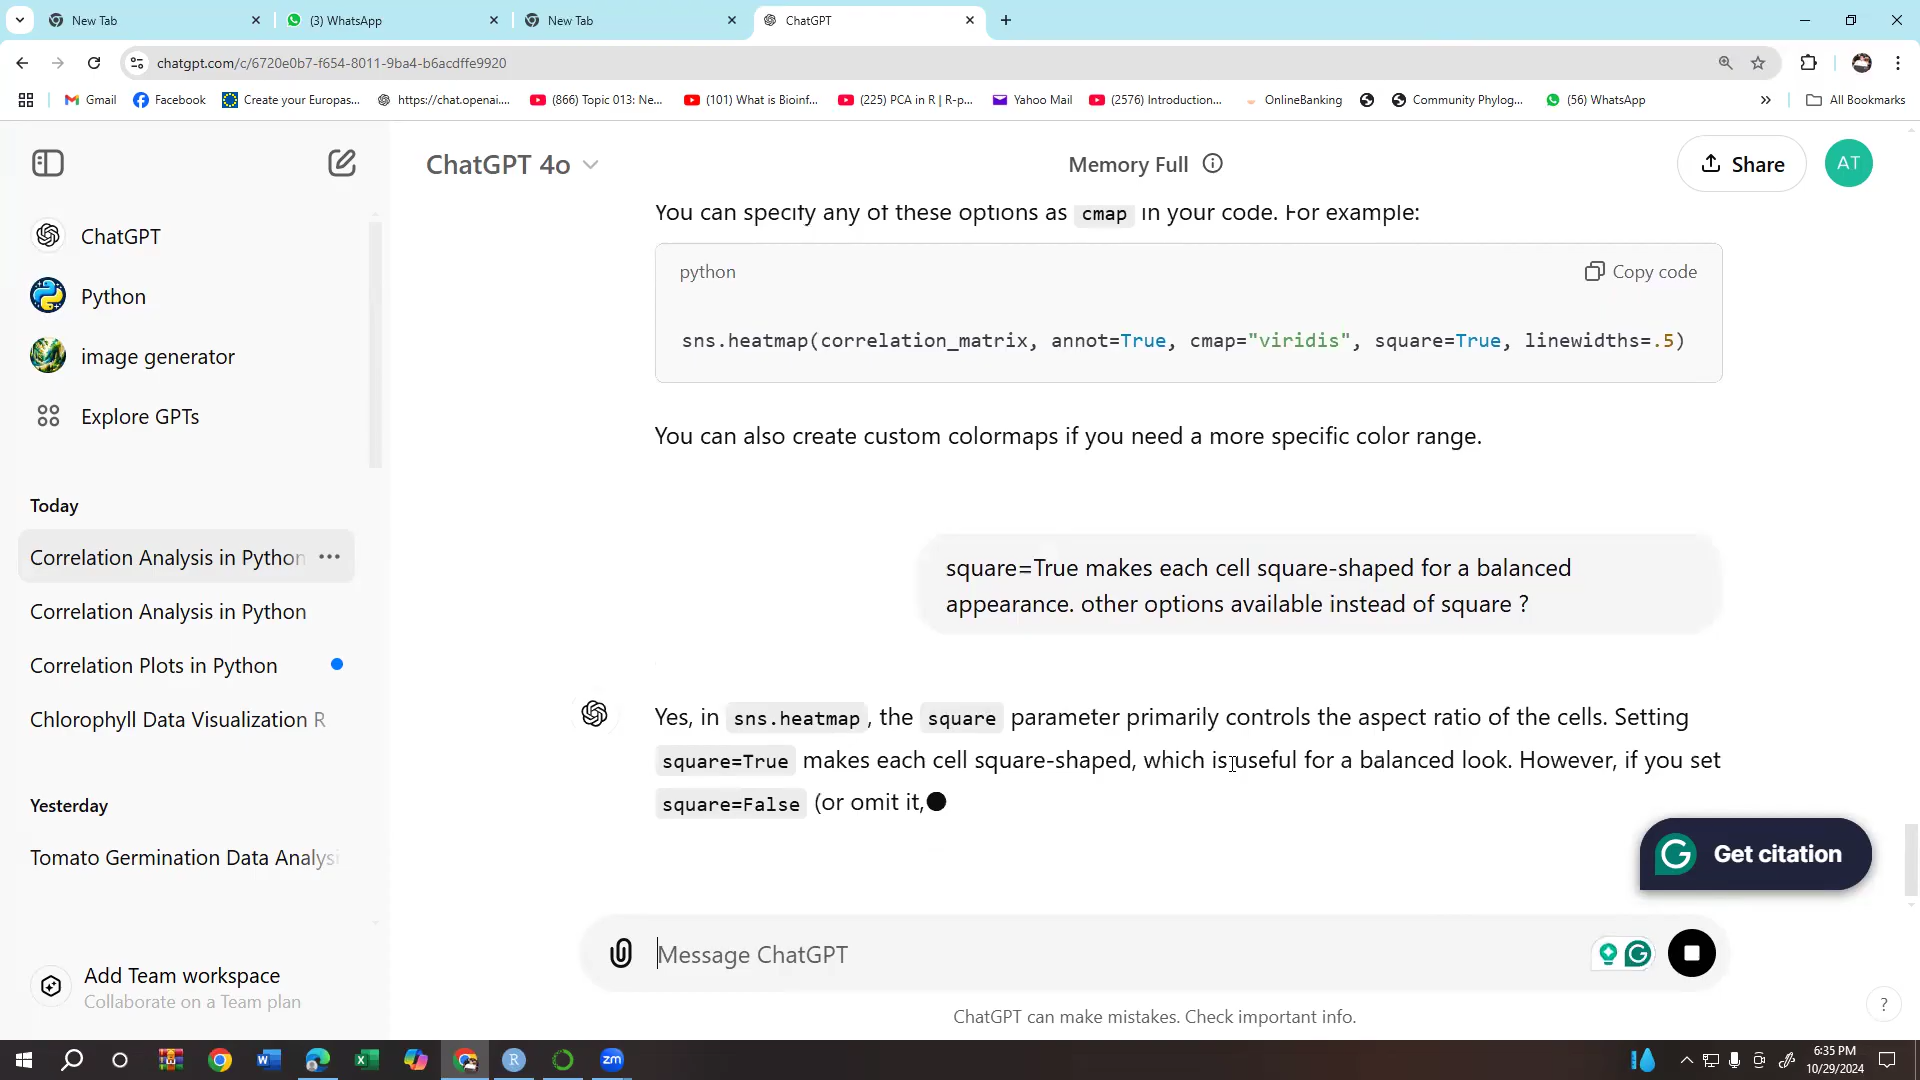 New Tab
(3) WhatsApp
New Tab
ChatGPT
chatgpt.com/c/6720e0b7-f654-8011-9ba4-b6acdffe9920
Gmail
Facebook
Create your Europas...
https://chat.openai....
(866) Topic 013: Ne...
(101) What is Bioinf...
(225) PCA in R | R-p...
Yahoo Mail
(2576) Introduction...
OnlineBanking
Community Phylog...
(56) WhatsApp
All Bookmarks
ChatGPT 4o
Memory Full
Share
AT
ChatGPT
Python
image generator
Explore GPTs
Today
Correlation Analysis in Python
Correlation Analysis in Python
Correlation Plots in Python
Chlorophyll Data Visualization R
Yesterday
Tomato Germination Data Analysi
Add Team workspace
Collaborate on a Team plan
You can specify any of these options as cmap in your code. For example:
python
Copy code
sns.heatmap(correlation_matrix, annot=True, cmap="viridis", square=True, linewidths=.5)
You can also create custom colormaps if you need a more specific color range.
square=True makes each cell square-shaped for a balanced
appearance. other options available instead of square ?
Yes, in sns.heatmap, the square parameter primarily controls the aspect ratio of the cells. Setting
square=True makes each cell square-shaped, which is useful for a balanced look. However, if you set
square=False (or omit it,
Get citation
Message ChatGPT
ChatGPT can make mistakes. Check important info.
?
zm
6:35 PM
10/29/2024